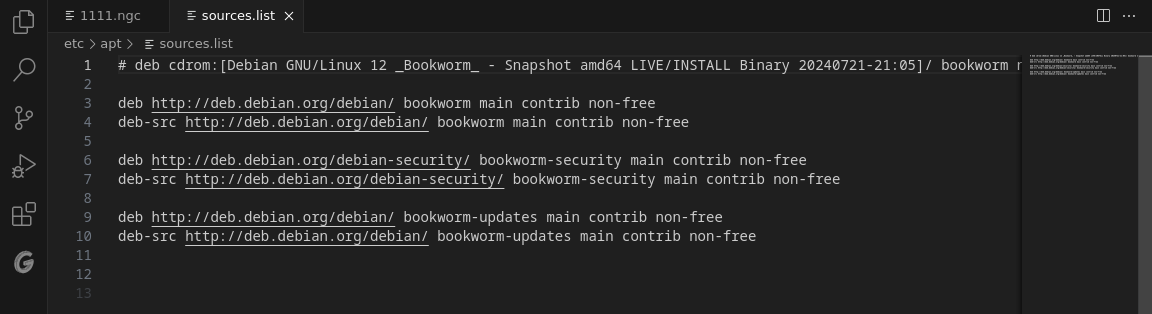 1111.ngc
sources.list
etc > apt > sources.list
1 # deb cdrom:[Debian GNU/Linux 12 _Bookworm_ - Snapshot amd64 LIVE/INSTALL Binary 20240721-21:05]/ bookworm
2
3 deb http://deb.debian.org/debian/ bookworm main contrib non-free
4 deb-src http://deb.debian.org/debian/ bookworm main contrib non-free
5
6 deb http://deb.debian.org/debian-security/ bookworm-security main contrib non-free
7 deb-src http://deb.debian.org/debian-security/ bookworm-security main contrib non-free
8
9 deb http://deb.debian.org/debian/ bookworm-updates main contrib non-free
10 deb-src http://deb.debian.org/debian/ bookworm-updates main contrib non-free
11
12
13